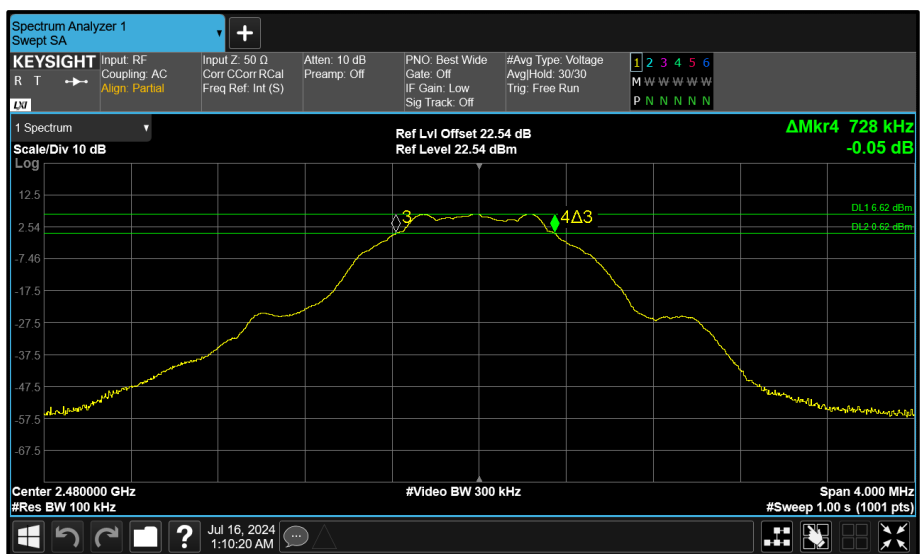 Spectrum Analyzer 1
Swept SA
+
KEYSIGHT
R T
LXI
Input: RF
Coupling: AC
Align: Partial
Input Z: 50 Ω
Corr CCorr RCal
Freq Ref: Int (S)
Atten: 10 dB
Preamp: Off
PNO: Best Wide
Gate: Off
IF Gain: Low
Sig Track: Off
#Avg Type: Voltage
Avg|Hold: 30/30
Trig: Free Run
1 2 3 4 5 6
M W W W W W
P N N N N N
1 Spectrum
Scale/Div 10 dB
Log
Ref Lvl Offset 22.54 dB
Ref Level 22.54 dBm
ΔMkr4 728 kHz
-0.05 dB
12.5
2.54
-7.46
-17.5
-27.5
-37.5
-47.5
-57.5
-67.5
3
4Δ3
DL1 6.62 dBm
DL2 0.62 dBm
Center 2.480000 GHz
#Res BW 100 kHz
#Video BW 300 kHz
Span 4.000 MHz
#Sweep 1.00 s (1001 pts)
?
Jul 16, 2024
1:10:20 AM